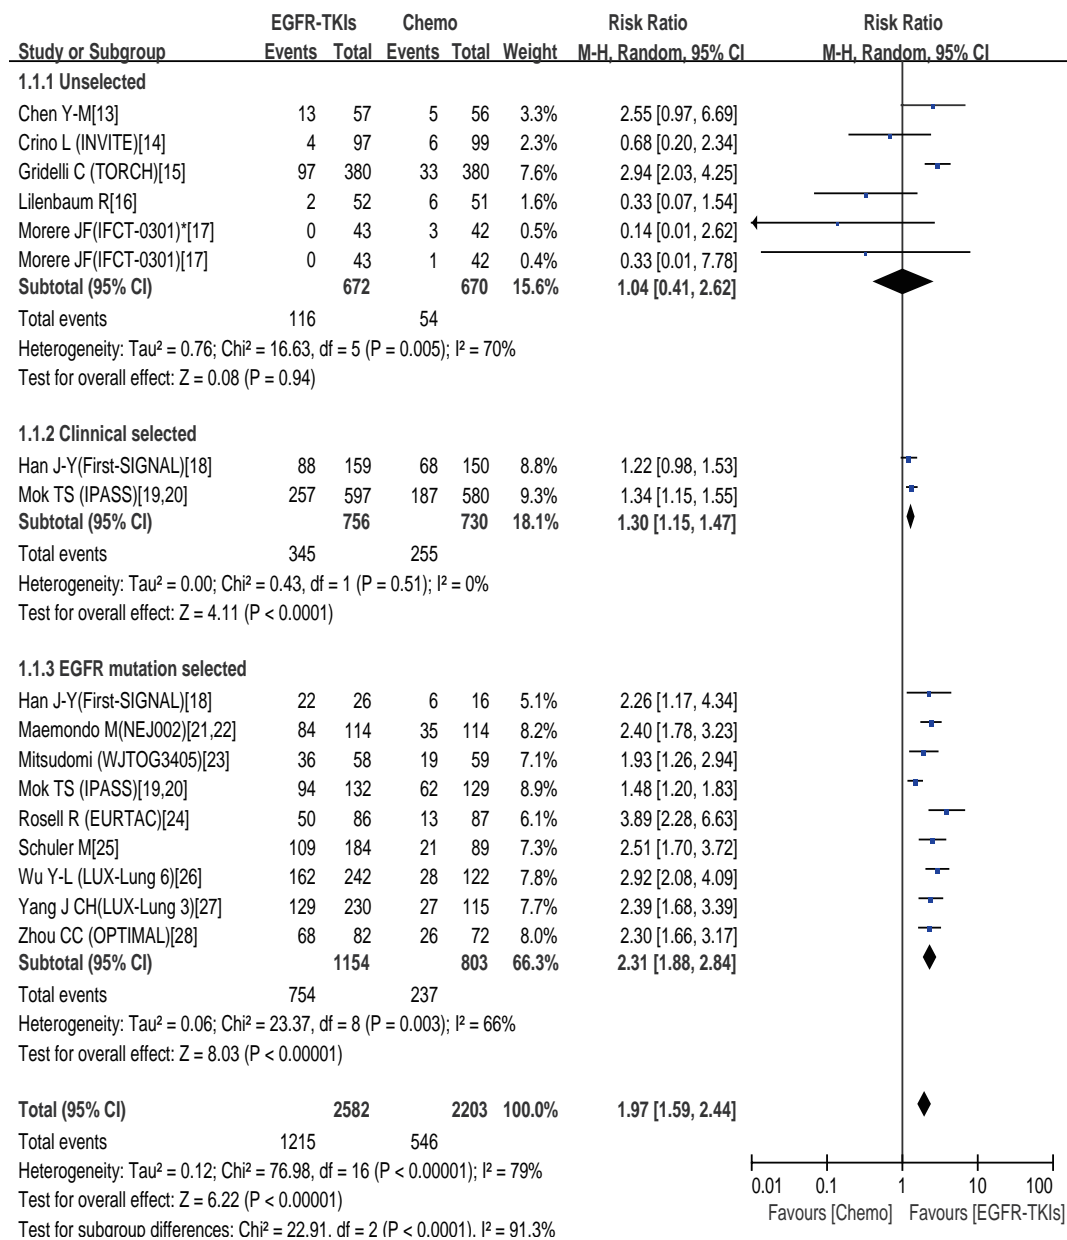 EGFR-TKIs Chemo Risk Ratio Risk Ratio
Study or Subgroup Events Total Events Total Weight M-H, Random, 95% CI M-H, Random, 95% CI
1.1.1 Unselected
Chen Y-M[13] 13 57 5 56 3.3% 2.55 [0.97, 6.69]
Crino L (INVITE)[14] 4 97 6 99 2.3% 0.68 [0.20, 2.34]
Gridelli C (TORCH)[15] 97 380 33 380 7.6% 2.94 [2.03, 4.25]
Lilenbaum R[16] 2 52 6 51 1.6% 0.33 [0.07, 1.54]
Morere JF(IFCT-0301)*[17] 0 43 3 42 0.5% 0.14 [0.01, 2.62]
Morere JF(IFCT-0301)[17] 0 43 1 42 0.4% 0.33 [0.01, 7.78]
Subtotal (95% CI) 672 670 15.6% 1.04 [0.41, 2.62]
Total events 116 54
Heterogeneity: Tau² = 0.76; Chi² = 16.63, df = 5 (P = 0.005); I² = 70%
Test for overall effect: Z = 0.08 (P = 0.94)
1.1.2 Clinnical selected
Han J-Y(First-SIGNAL)[18] 88 159 68 150 8.8% 1.22 [0.98, 1.53]
Mok TS (IPASS)[19,20] 257 597 187 580 9.3% 1.34 [1.15, 1.55]
Subtotal (95% CI) 756 730 18.1% 1.30 [1.15, 1.47]
Total events 345 255
Heterogeneity: Tau² = 0.00; Chi² = 0.43, df = 1 (P = 0.51); I² = 0%
Test for overall effect: Z = 4.11 (P < 0.0001)
1.1.3 EGFR mutation selected
Han J-Y(First-SIGNAL)[18] 22 26 6 16 5.1% 2.26 [1.17, 4.34]
Maemondo M(NEJ002)[21,22] 84 114 35 114 8.2% 2.40 [1.78, 3.23]
Mitsudomi (WJTOG3405)[23] 36 58 19 59 7.1% 1.93 [1.26, 2.94]
Mok TS (IPASS)[19,20] 94 132 62 129 8.9% 1.48 [1.20, 1.83]
Rosell R (EURTAC)[24] 50 86 13 87 6.1% 3.89 [2.28, 6.63]
Schuler M[25] 109 184 21 89 7.3% 2.51 [1.70, 3.72]
Wu Y-L (LUX-Lung 6)[26] 162 242 28 122 7.8% 2.92 [2.08, 4.09]
Yang J CH(LUX-Lung 3)[27] 129 230 27 115 7.7% 2.39 [1.68, 3.39]
Zhou CC (OPTIMAL)[28] 68 82 26 72 8.0% 2.30 [1.66, 3.17]
Subtotal (95% CI) 1154 803 66.3% 2.31 [1.88, 2.84]
Total events 754 237
Heterogeneity: Tau² = 0.06; Chi² = 23.37, df = 8 (P = 0.003); I² = 66%
Test for overall effect: Z = 8.03 (P < 0.00001)
Total (95% CI) 2582 2203 100.0% 1.97 [1.59, 2.44]
Total events 1215 546
Heterogeneity: Tau² = 0.12; Chi² = 76.98, df = 16 (P < 0.00001); I² = 79%
Test for overall effect: Z = 6.22 (P < 0.00001)
Test for subgroup differences: Chi² = 22.91, df = 2 (P < 0.0001), I² = 91.3%
0.01 0.1 1 10 100
Favours [Chemo] Favours [EGFR-TKIs]